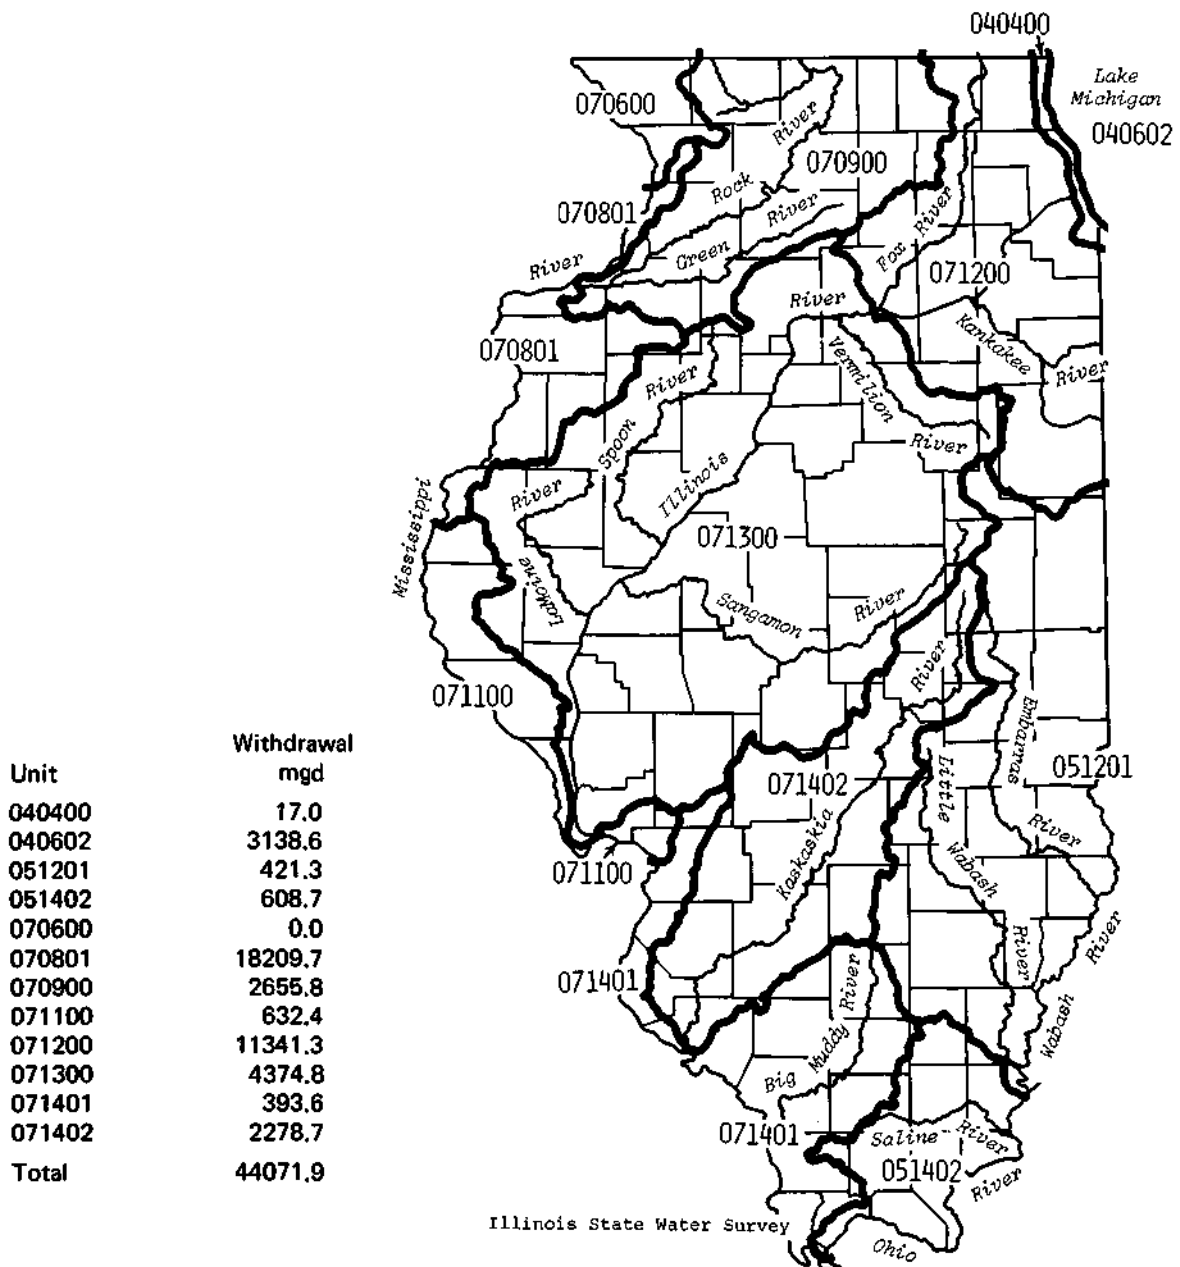 040400
Lake
Michigan
040602
070600
River
070900
Rock
River
070801
Green
River
Fox River
071200
River
Kankakee
River
070801
Vermilion
River
Spoon
River
Illinois
River
Mississippi
LaMoine
071300
Sangamon
River
River
071100
Embarras
051201
071402
Little
Kaskaskia
River
Wabash
071100
River
River
071401
River
Wabash
Big Muddy
071401
Saline River
051402
River
Illinois State Water Survey
Ohio
Withdrawal
Unit mgd
040400 17.0
040602 3138.6
051201 421.3
051402 608.7
070600 0.0
070801 18209.7
070900 2655.8
071100 632.4
071200 11341.3
071300 4374.8
071401 393.6
071402 2278.7
Total 44071.9